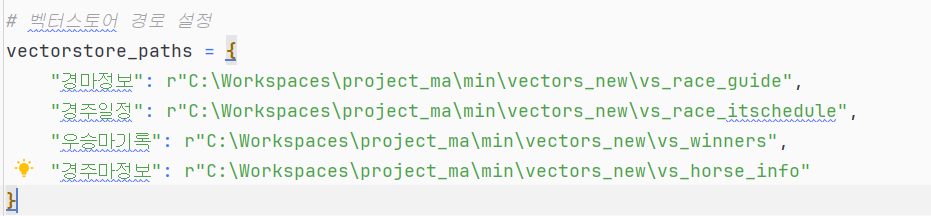 # 벡터스토어 경로 설정
vectorstore_paths = {
"경마정보": r"C:\Workspaces\project_ma\min\vectors_new\vs_race_guide",
"경주일정": r"C:\Workspaces\project_ma\min\vectors_new\vs_race_itschedule",
"우승마기록": r"C:\Workspaces\project_ma\min\vectors_new\vs_winners",
"경주마정보": r"C:\Workspaces\project_ma\min\vectors_new\vs_horse_info"
}